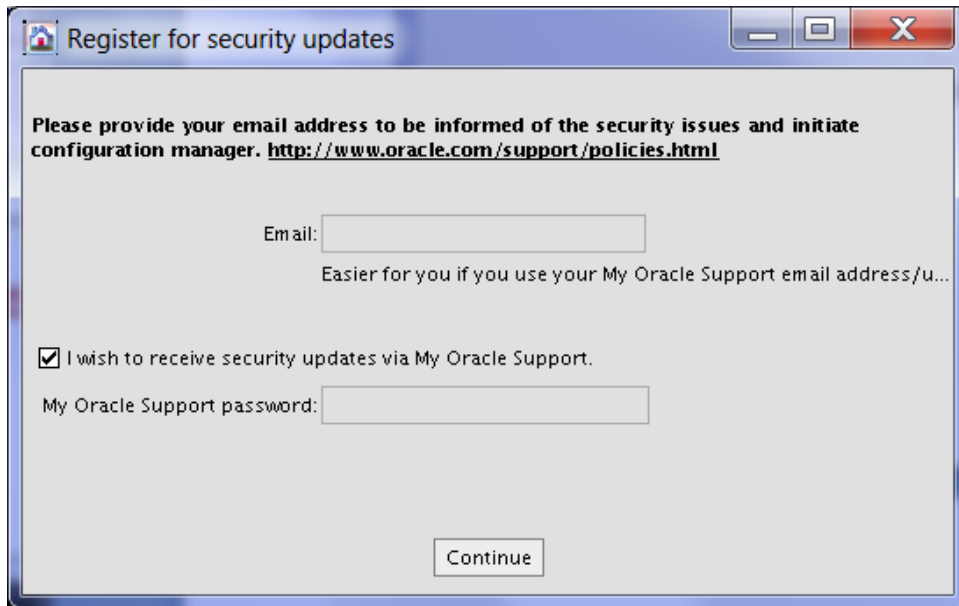 Register for security updates
Please provide your email address to be informed of the security issues and initiate
configuration manager. http://www.oracle.com/support/policies.html
Email:
Easier for you if you use your My Oracle Support email address/u...
I wish to receive security updates via My Oracle Support.
My Oracle Support password:
Continue